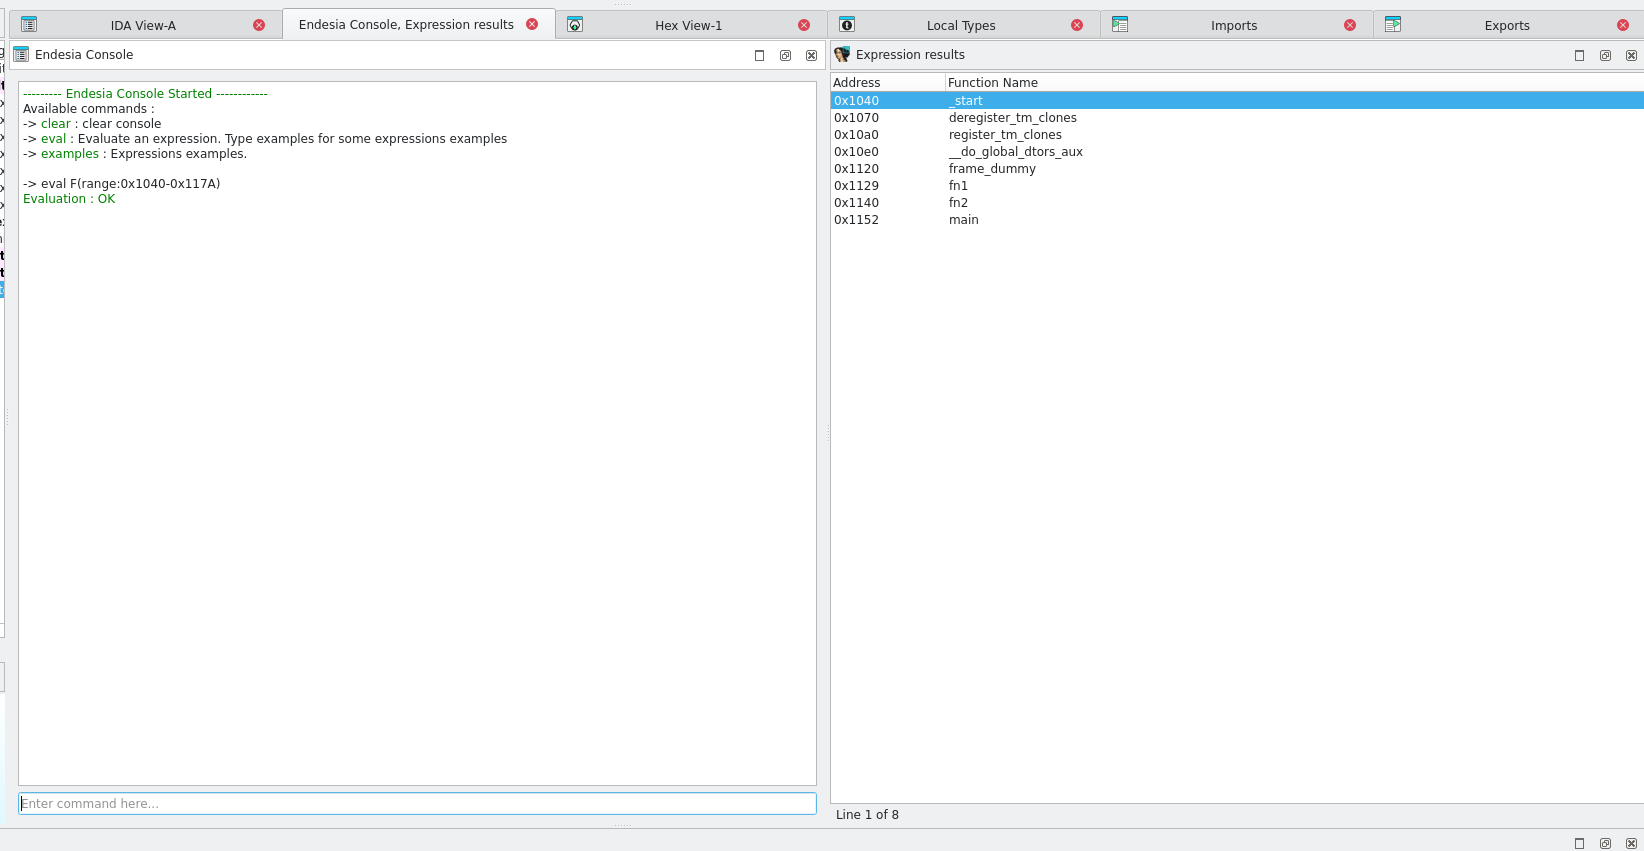 IDA View-A
Endesia Console, Expression results
Hex View-1
Local Types
Imports
Exports
Endesia Console
--------- Endesia Console Started ------------
Available commands :
-> clear : clear console
-> eval : Evaluate an expression. Type examples for some expressions examples
-> examples : Expressions examples.
-> eval F(range:0x1040-0x117A)
Evaluation : OK
Enter command here...
Expression results
Address Function Name
0x1040 _start
0x1070 deregister_tm_clones
0x10a0 register_tm_clones
0x10e0 __do_global_dtors_aux
0x1120 frame_dummy
0x1129 fn1
0x1140 fn2
0x1152 main
Line 1 of 8